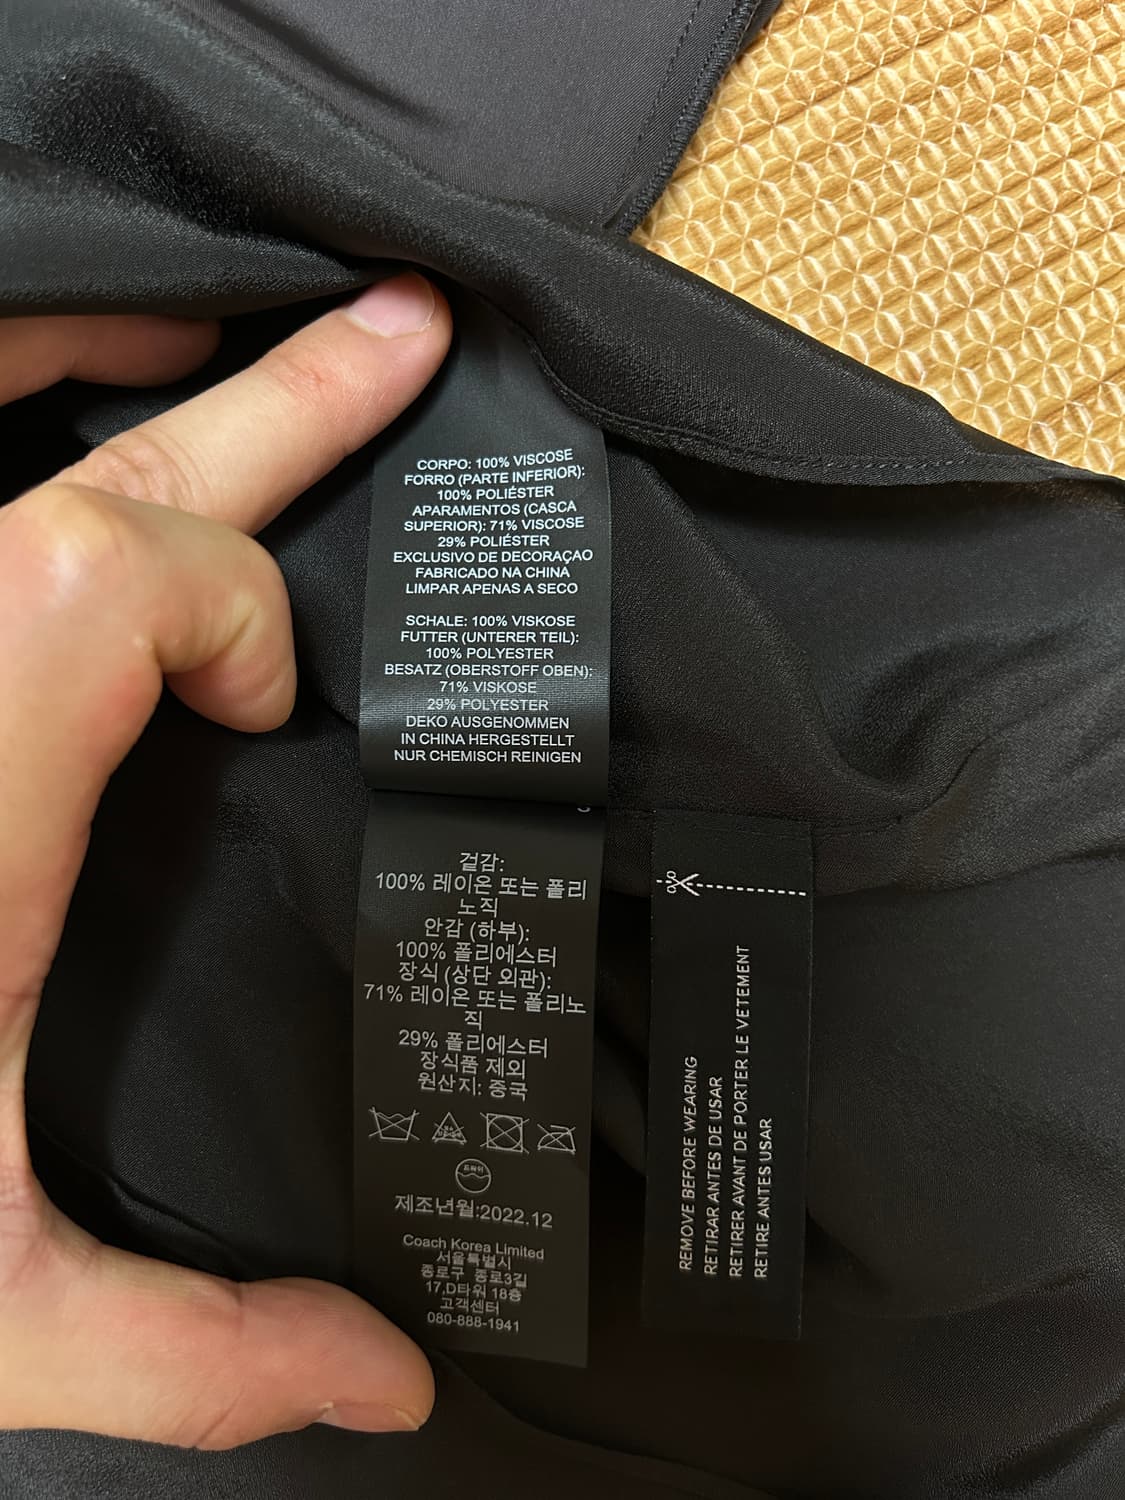 CORPO: 100% VISCOSE
FORRO (PARTE INFERIOR):
100% POLIÉSTER
APARAMENTOS (CASCA
SUPERIOR): 71% VISCOSE
29% POLIÉSTER
EXCLUSIVO DE DECORAÇAO
FABRICADO NA CHINA
LIMPAR APENAS A SECO
SCHALE: 100% VISKOSE
FUTTER (UNTERER TEIL):
100% POLYESTER
BESATZ (OBERSTOFF OBEN):
71% VISKOSE
29% POLYESTER
DEKO AUSGENOMMEN
IN CHINA HERGESTELLT
NUR CHEMISCH REINIGEN
겉감:
100% 레이온 또는 폴리
노직
안감 (하부):
100% 폴리에스터
장식 (상단 외관):
71% 레이온 또는 폴리노
직
29% 폴리에스터
장식품 제외
원산지: 중국
드라이
제조년월:2022.12
Coach Korea Limited
서울특별시
종로구 종로3길
17,D타워 18층
고객센터
080-888-1941
REMOVE BEFORE WEARING
RETIRAR ANTES DE USAR
RETIRER AVANT DE PORTER LE VETEMENT
RETIRE ANTES USAR